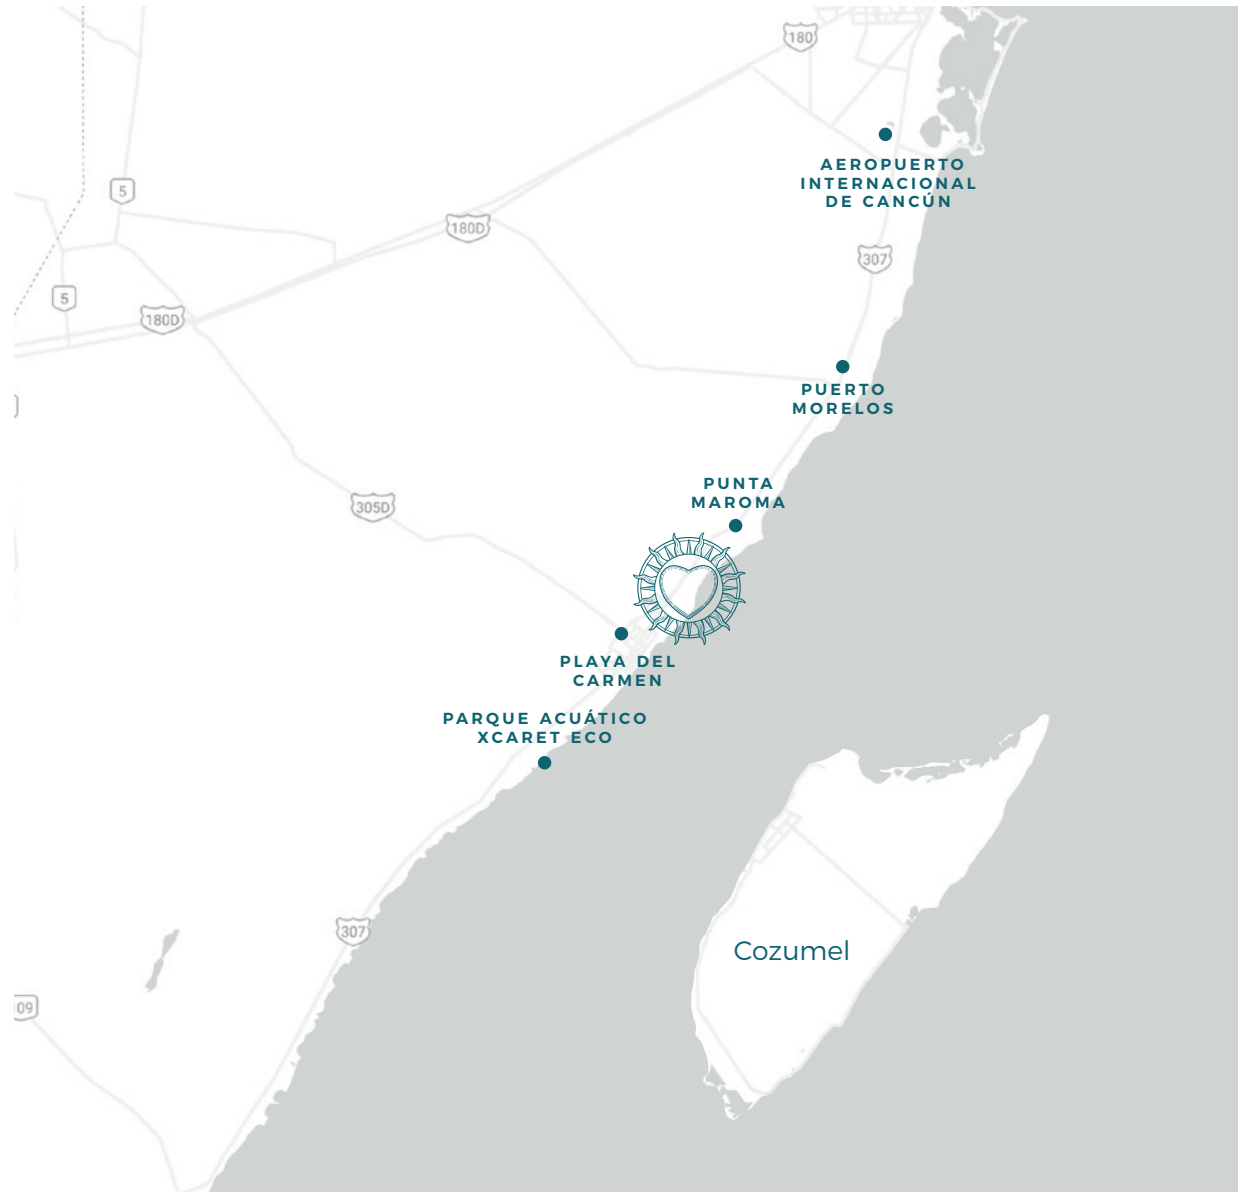 180
AEROPUERTO
INTERNACIONAL
DE CANCÚN
5
180D
307
5
180D
PUERTO
MORELOS
PUNTA
MAROMA
305D
PLAYA DEL
CARMEN
PARQUE ACUÁTICO
XCARET ECO
307
Cozumel
09